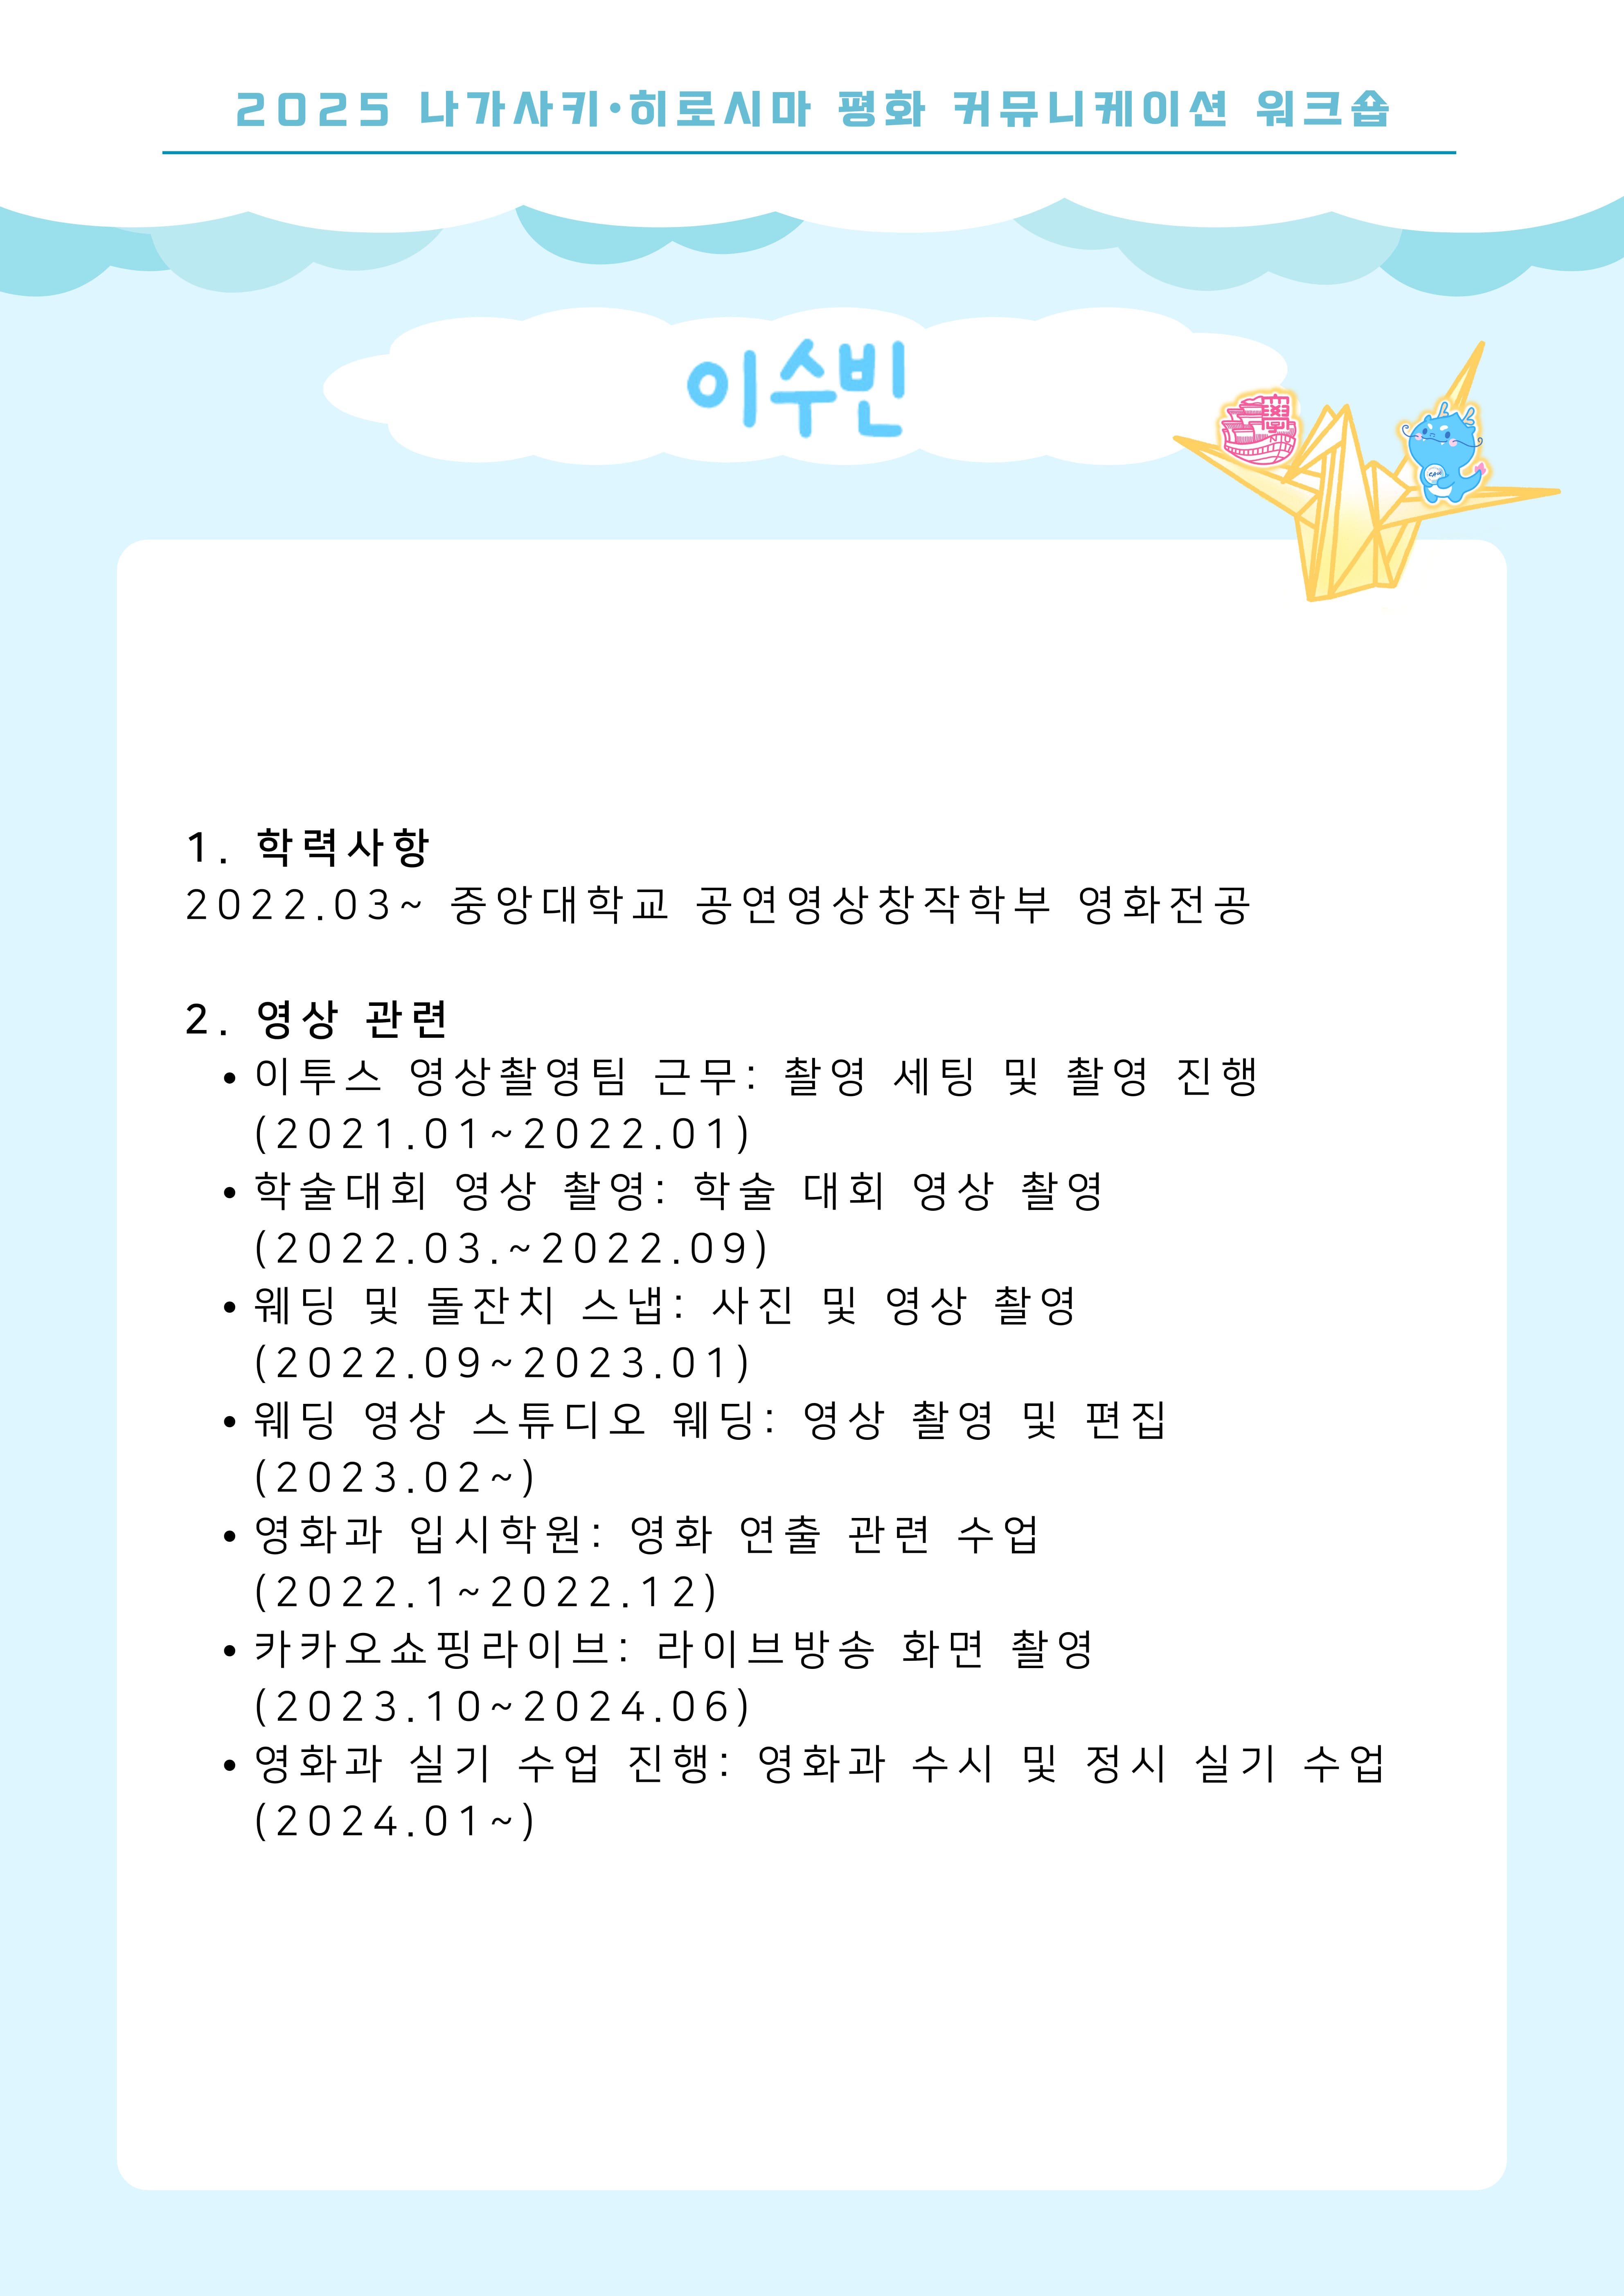 2025 나가사키·히로시마 평화 커뮤니케이션 워크숍
이수빈
1. 학력사항
2022.03~ 중앙대학교 공연영상창작학부 영화전공
2. 영상 관련
• 이투스 영상촬영팀 근무: 촬영 세팅 및 촬영 진행
(2021.01~2022.01)
• 학술대회 영상 촬영: 학술 대회 영상 촬영
(2022.03.~2022.09)
• 웨딩 및 돌잔치 스냅: 사진 및 영상 촬영
(2022.09~2023.01)
• 웨딩 영상 스튜디오 웨딩: 영상 촬영 및 편집
(2023.02~)
• 영화과 입시학원: 영화 연출 관련 수업
(2022.1~2022.12)
• 카카오쇼핑라이브: 라이브방송 화면 촬영
(2023.10~2024.06)
• 영화과 실기 수업 진행: 영화과 수시 및 정시 실기 수업
(2024.01~)